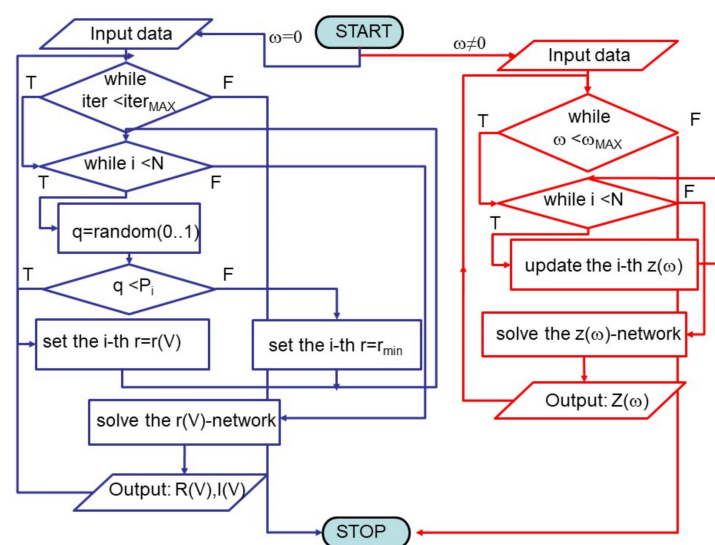 START
ω=0
ω≠0
Input data
while
iter <iterMAX
T
F
while i <N
T
F
q=random(0..1)
q <Pi
T
F
set the i-th r=r(V)
set the i-th r=rmin
solve the r(V)-network
Output: R(V),I(V)
Input data
while
ω <ωMAX
T
F
while i <N
T
F
update the i-th z(ω)
solve the z(ω)-network
Output: Z(ω)
STOP